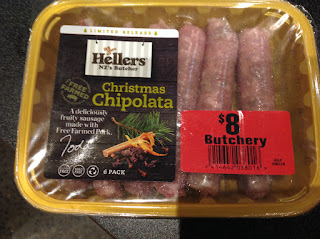 LIMITED RELEASE
Hellers
NZ's Butcher
FREE FARMED
Christmas
Chipolata
A deliciously
fruity sausage
made with
Free Farmed Pork.
Todd
6 PACK
$8
Butchery